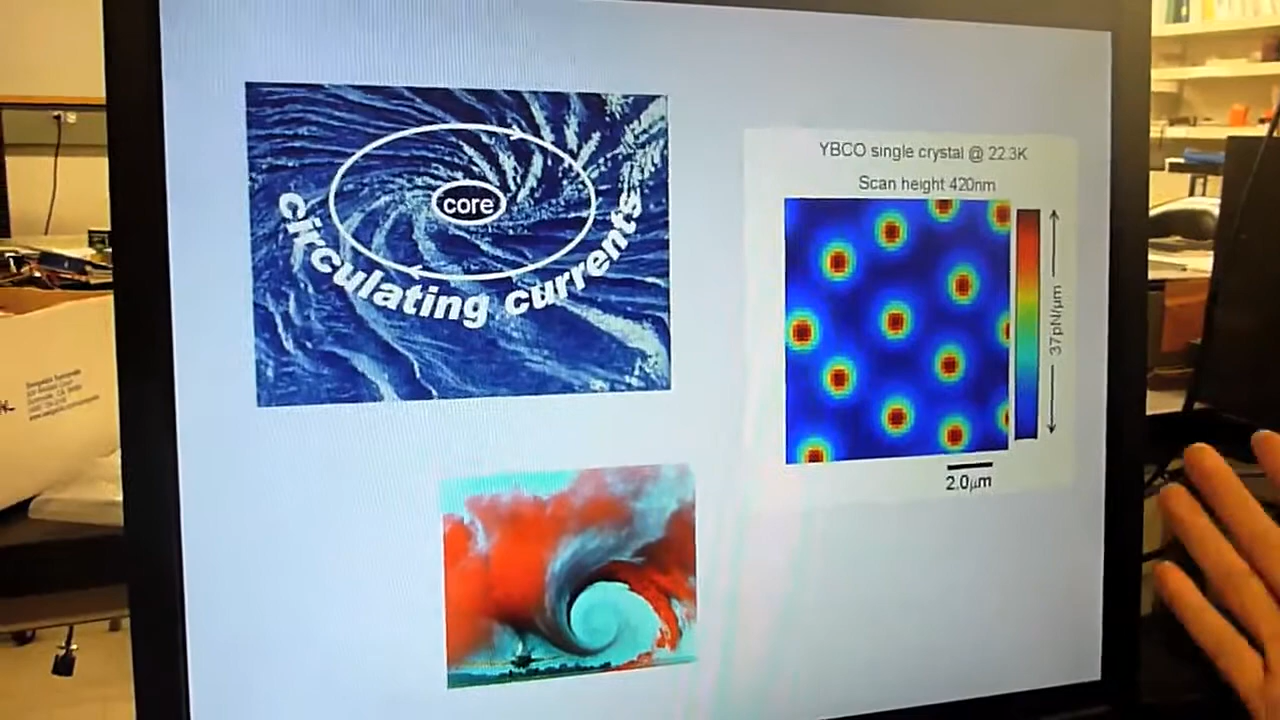 core
circulating currents
YBCO single crystal @ 22.3K
Scan height 420nm
37pN/μm
2.0μm